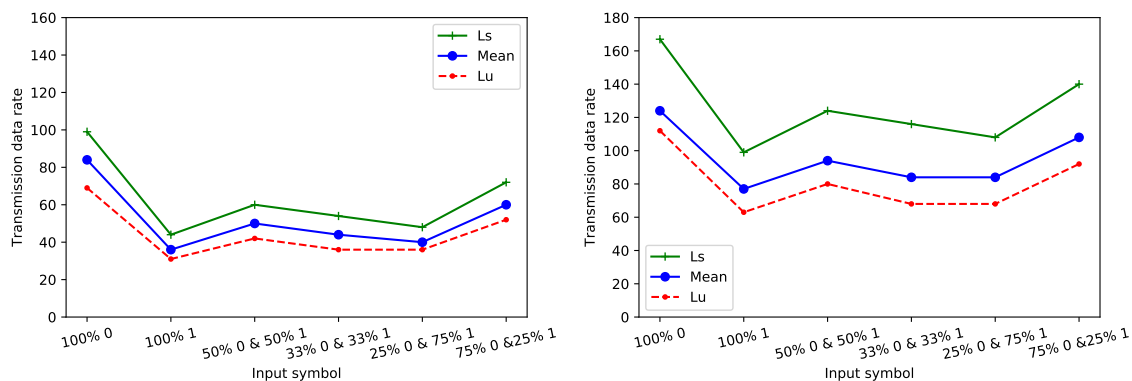 160
140
120
100
80
60
40
20
0
Transmission data rate
Ls
Mean
Lu
100% 0
100% 1
50% 0 & 50% 1
33% 0 & 33% 1
25% 0 & 75% 1
75% 0 &25% 1
Input symbol
180
160
140
120
100
80
60
40
20
0
Transmission data rate
Ls
Mean
Lu
100% 0
100% 1
50% 0 & 50% 1
33% 0 & 33% 1
25% 0 & 75% 1
75% 0 &25% 1
Input symbol